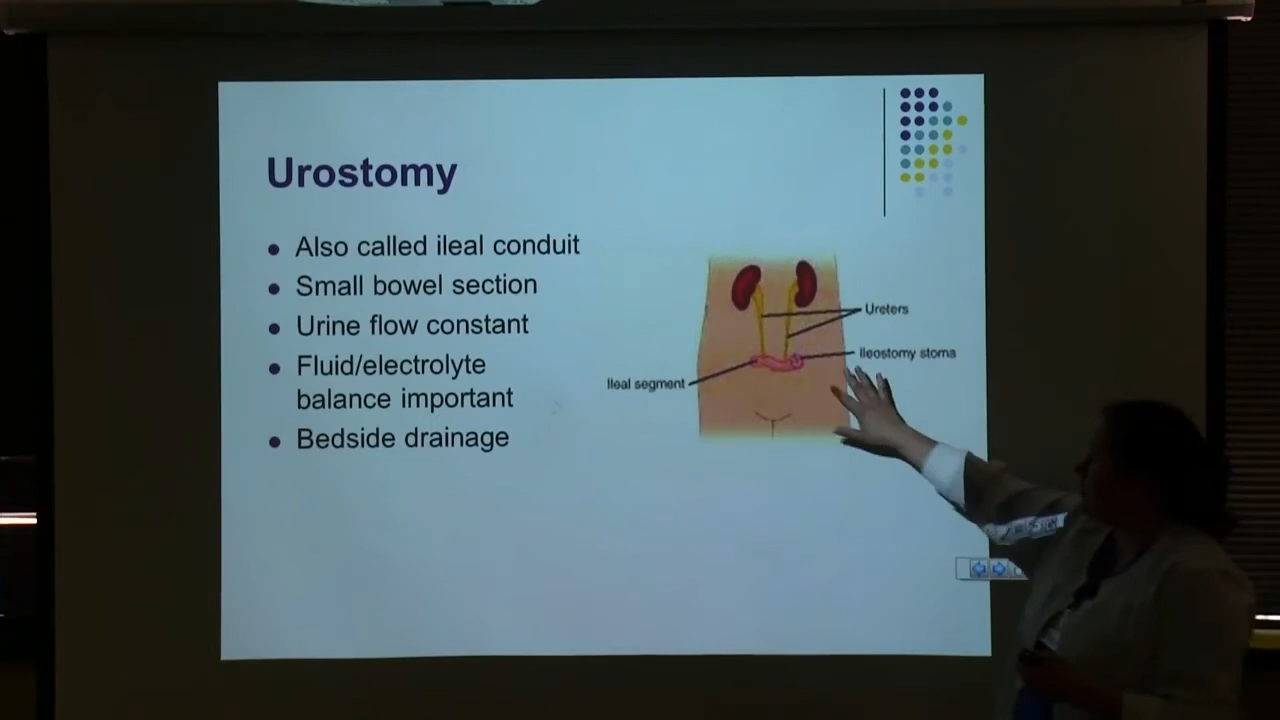 Urostomy
Also called ileal conduit
Small bowel section
Urine flow constant
Fluid/electrolyte
balance important
Bedside drainage
Ureters
Ileostomy stoma
Ileal segment